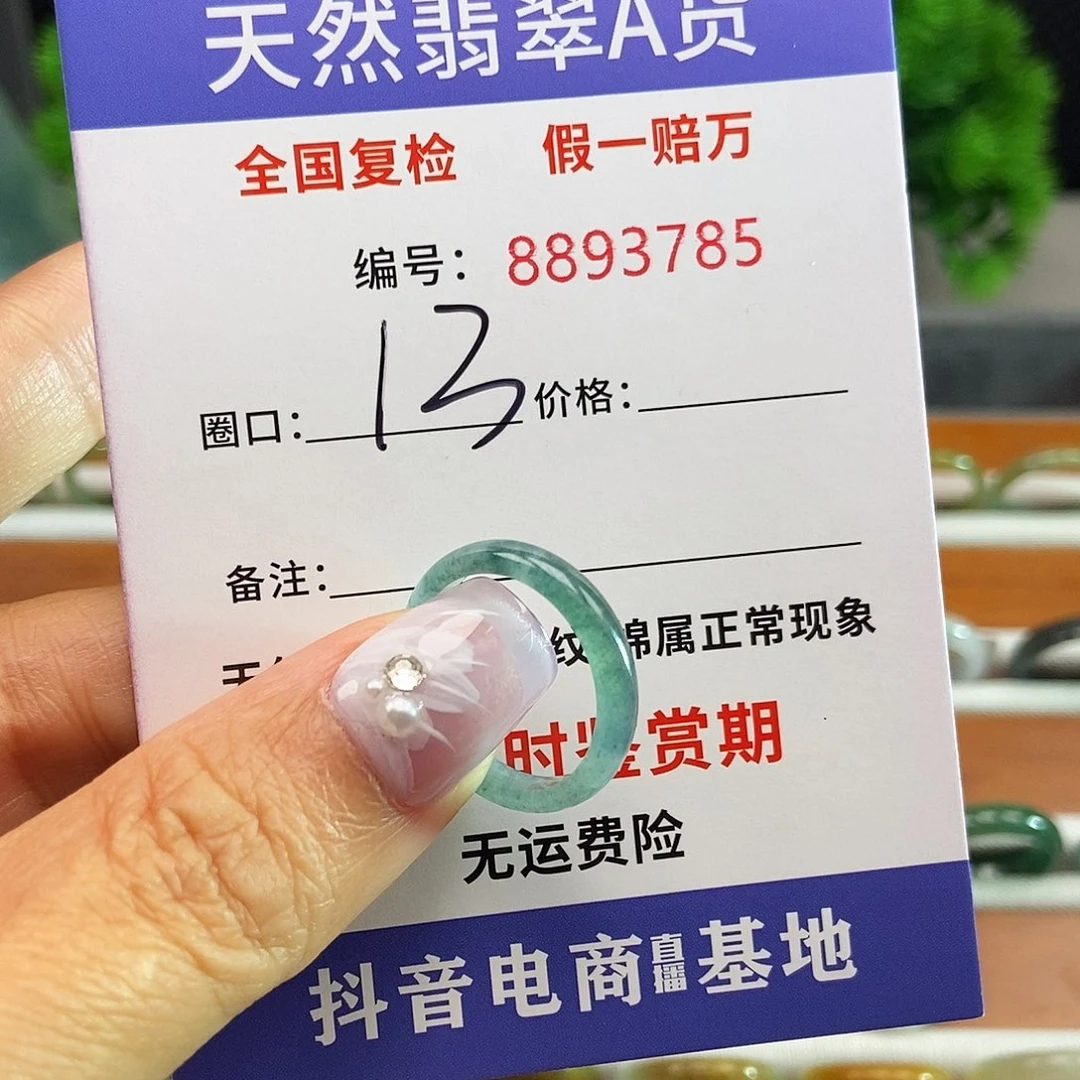 天然翡翠A货
全国复检 假一赔万
编号：8893785
圈口：13 价格：
备注：
天 纹 棉属正常现象
时鉴赏期
无运费险
抖音电商直播基地